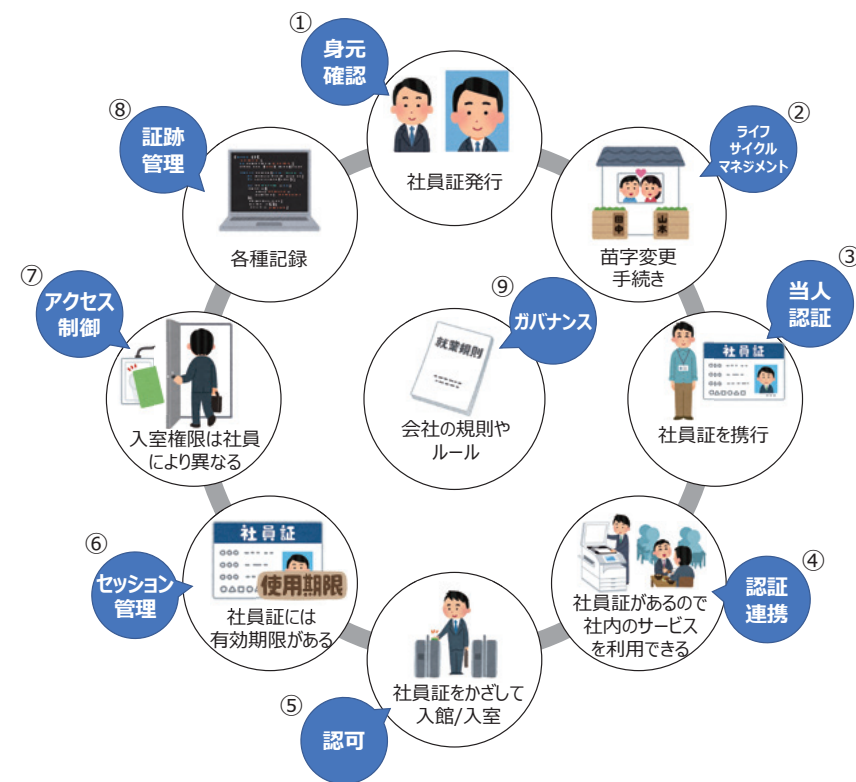 ①
身元
確認
社員証発行
②
ライフ
サイクル
マネジメント
田中
山本
苗字変更
手続き
③
当人
認証
社員証
社員証を携行
④
認証
連携
社員証があるので
社内のサービス
を利用できる
⑤
認可
社員証をかざして
入館/入室
⑥
セッション
管理
社員証
使用期限
社員証には
有効期限がある
⑦
アクセス
制御
入室権限は社員
により異なる
⑧
証跡
管理
各種記録
⑨
ガバナンス
就業規則
会社の規則や
ルール